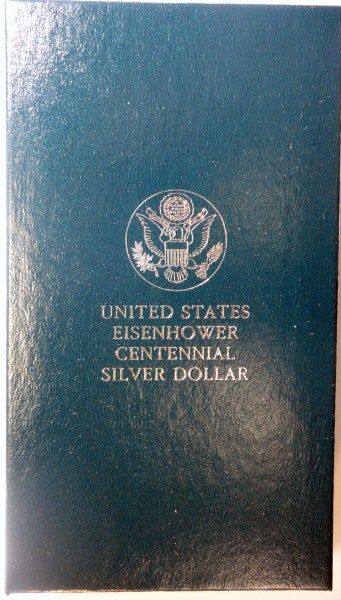 UNITED STATES
EISENHOWER
CENTENNIAL
SILVER DOLLAR